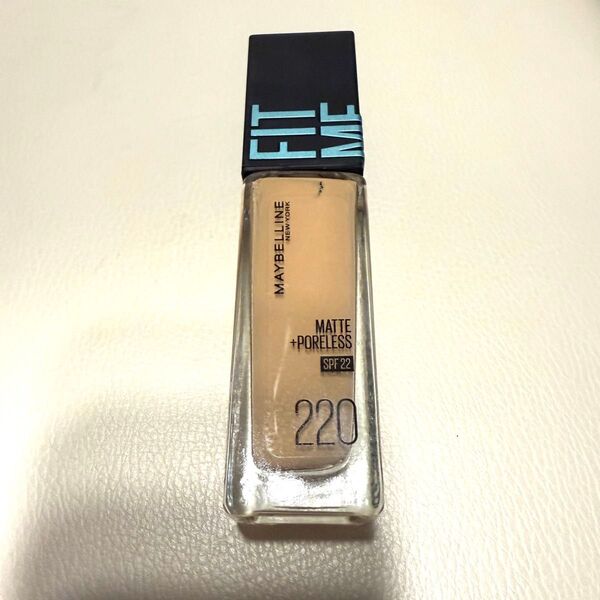 FIT
ME
MAYBELLINE
NEW YORK
MATTE
+PORELESS
SPF 22
220